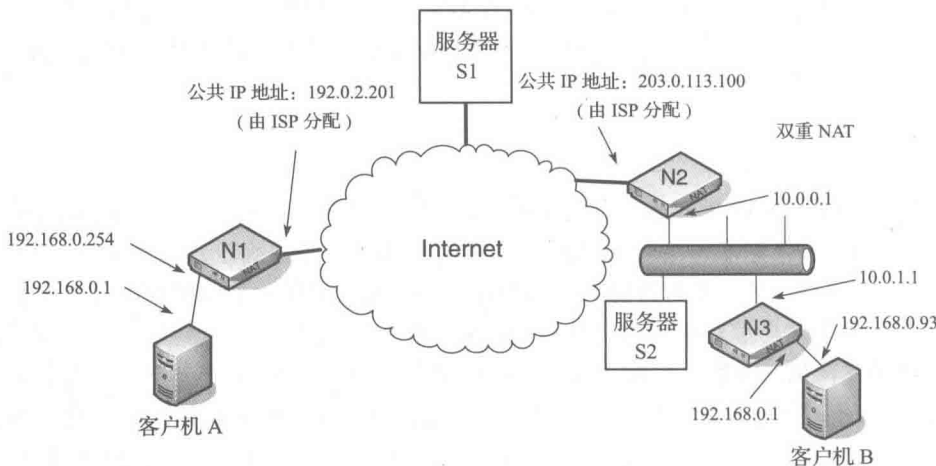 服务器
S1
公共 IP 地址：192.0.2.201
（由 ISP 分配）
公共 IP 地址：203.0.113.100
（由 ISP 分配）
双重 NAT
N2
NAT
10.0.0.1
192.168.0.254
N1
NAT
Internet
192.168.0.1
10.0.1.1
服务器
S2
N3
NAT
192.168.0.93
192.168.0.1
客户机 A
客户机 B